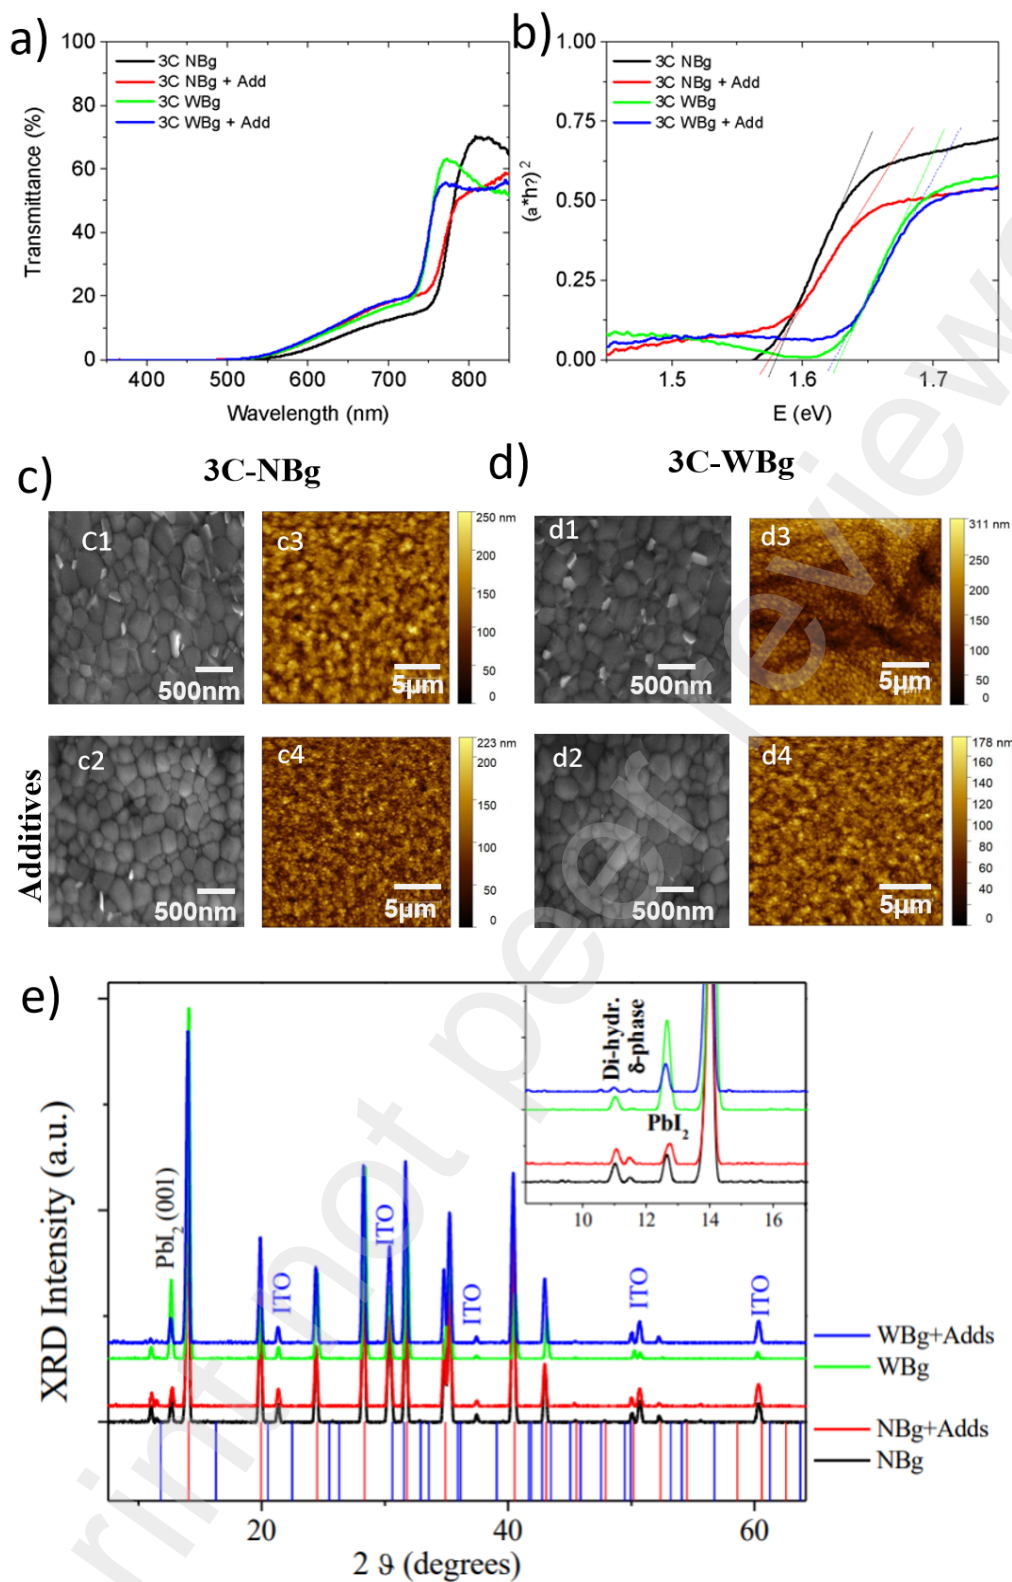 a)
100
80
60
40
20
0
Transmittance (%)
3C NBg
3C NBg + Add
3C WBg
3C WBg + Add
400
500
600
700
800
Wavelength (nm)
b)
1.00
0.75
0.50
0.25
0.00
(a*h?)²
3C NBg
3C NBg + Add
3C WBg
3C WBg + Add
1.5
1.6
1.7
E (eV)
c)
3C-NBg
d)
3C-WBg
C1
500nm
c3
5µm
250 nm
200
150
100
50
0
d1
500nm
d3
5µm
311 nm
250
200
150
100
50
0
Additives
c2
500nm
c4
5µm
223 nm
200
150
100
50
0
d2
500nm
d4
5µm
178 nm
160
140
120
100
80
60
40
20
0
e)
XRD Intensity (a.u.)
PbI₂ (001)
ITO
ITO
ITO
ITO
ITO
Di-hydr.
δ-phase
PbI₂
10
12
14
16
WBg+Adds
WBg
NBg+Adds
NBg
20
40
60
2 ϑ (degrees)
rint not peer review